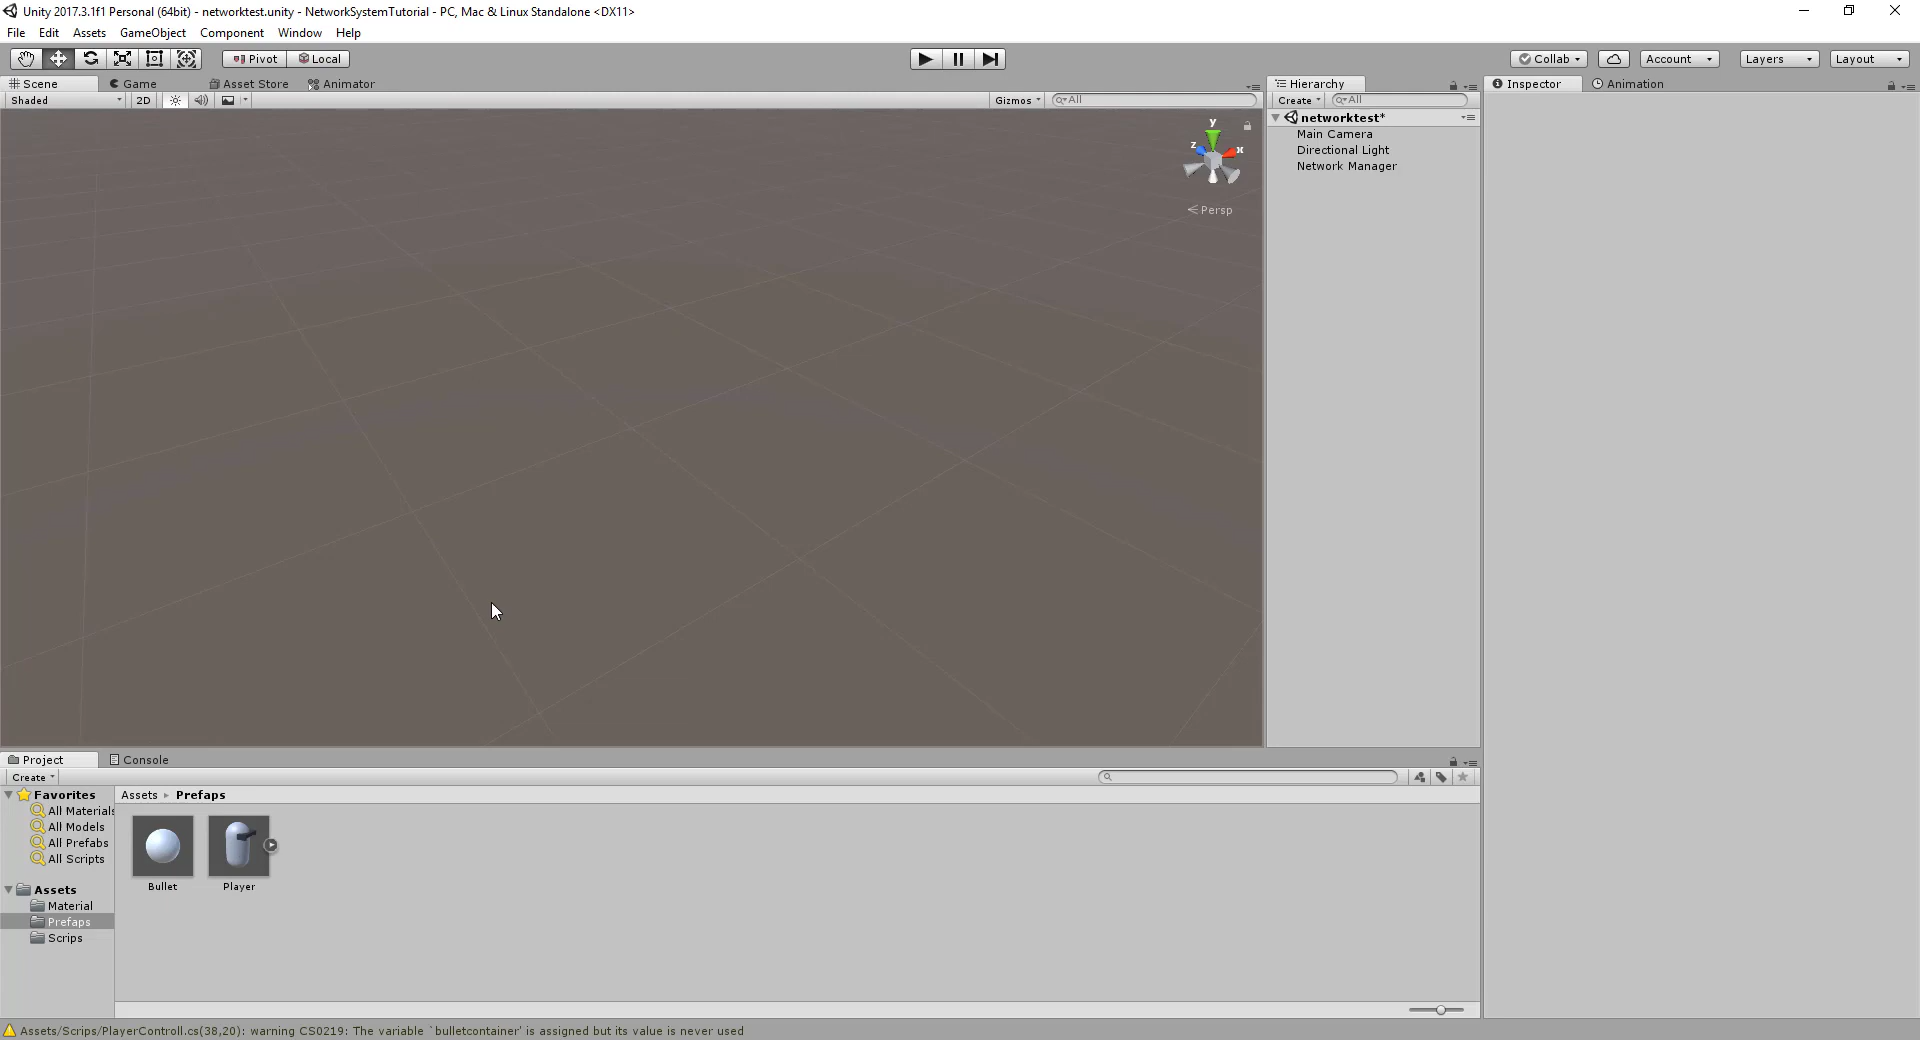 Unity 2017.3.1f1 Personal (64bit) - networktest.unity - NetworkSystemTutorial - PC, Mac & Linux Standalone <DX11>
File Edit Assets GameObject Component Window Help
Pivot Local Collab Account Layers Layout
Scene Game Asset Store Animator
Shaded 2D Gizmos All
y
z x
Persp
Hierarchy
Create All
networktest*
Main Camera
Directional Light
Network Manager
Inspector Animation
Project Console
Create
Favorites
All Materials
All Models
All Prefabs
All Scripts
Assets
Material
Prefaps
Scrips
Assets Prefaps
Bullet Player
Assets/Scrips/PlayerControll.cs(38,20): warning CS0219: The variable `bulletcontainer' is assigned but its value is never used